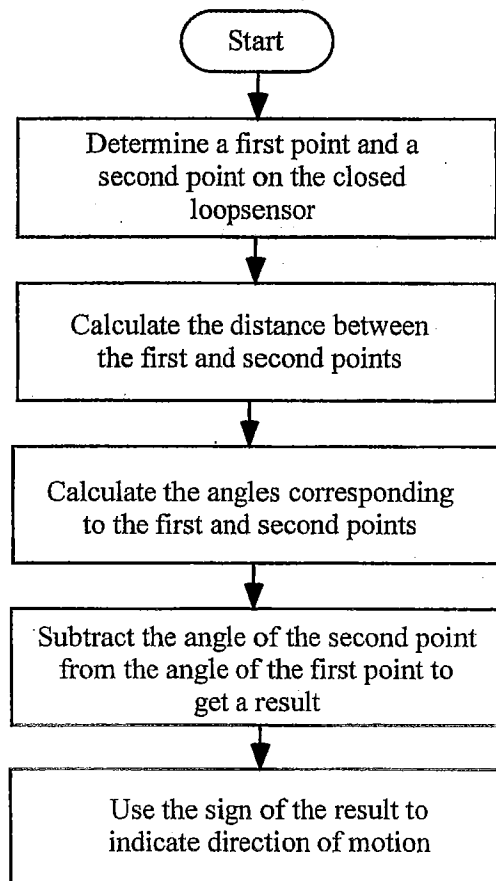 Start
Determine a first point and a
second point on the closed
loopsensor
Calculate the distance between
the first and second points
Calculate the angles corresponding
to the first and second points
Subtract the angle of the second point
from the angle of the first point to
get a result
Use the sign of the result to
indicate direction of motion